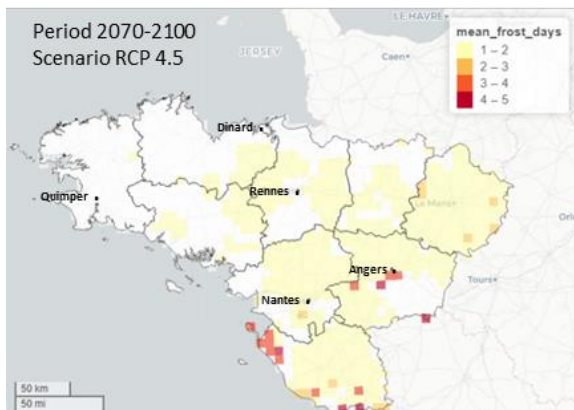 Period 2070-2100
Scenario RCP 4.5
LE HAVRE
mean_frost_days
1 – 2
2 – 3
3 – 4
4 – 5
JERSEY
Caen
Dinard
Quimper
Rennes
Le Mans
Angers
Tours
Nantes
50 km
50 mi